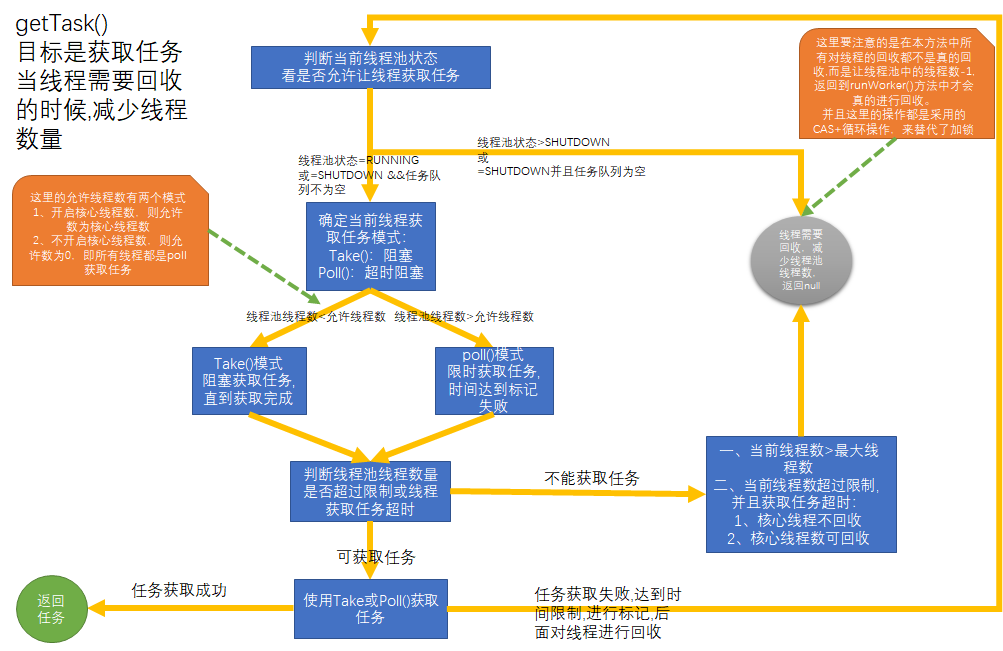 getTask()
目标是获取任务
当线程需要回收
的时候,减少线程
数量
判断当前线程池状态
看是否允许让线程获取任务
这里要注意的是在本方法中所
有对线程的回收都不是真的回
收,而是让线程池中的线程数-1,
返回到runWorker()方法中才会
真的进行回收。
并且这里的操作都是采用的
CAS+循环操作，来替代了加锁
线程池状态>SHUTDOWN
或
=SHUTDOWN并且任务队列为空
线程池状态=RUNNING
或=SHUTDOWN &&任务队
列不为空
这里的允许线程数有两个模式
1、开启核心线程数，则允许
数为核心线程数
2、不开启核心线程数，则允
许数为0，即所有线程都是poll
获取任务
确定当前线程获
取任务模式：
Take()：阻塞
Poll()：超时阻塞
线程需要
回收，减
少线程池
线程数，
返回null
线程池线程数<允许线程数
线程池线程数>允许线程数
Take()模式
阻塞获取任务,
直到获取完成
poll()模式
限时获取任务,
时间达到标记
失败
判断线程池线程数量
是否超过限制或线程
获取任务超时
不能获取任务
一、当前线程数>最大线
程数
二、当前线程数超过限制,
并且获取任务超时：
1、核心线程不回收
2、核心线程数可回收
可获取任务
使用Take或Poll()获取
任务
任务获取成功
返回
任务
任务获取失败,达到时
间限制,进行标记,后
面对线程进行回收